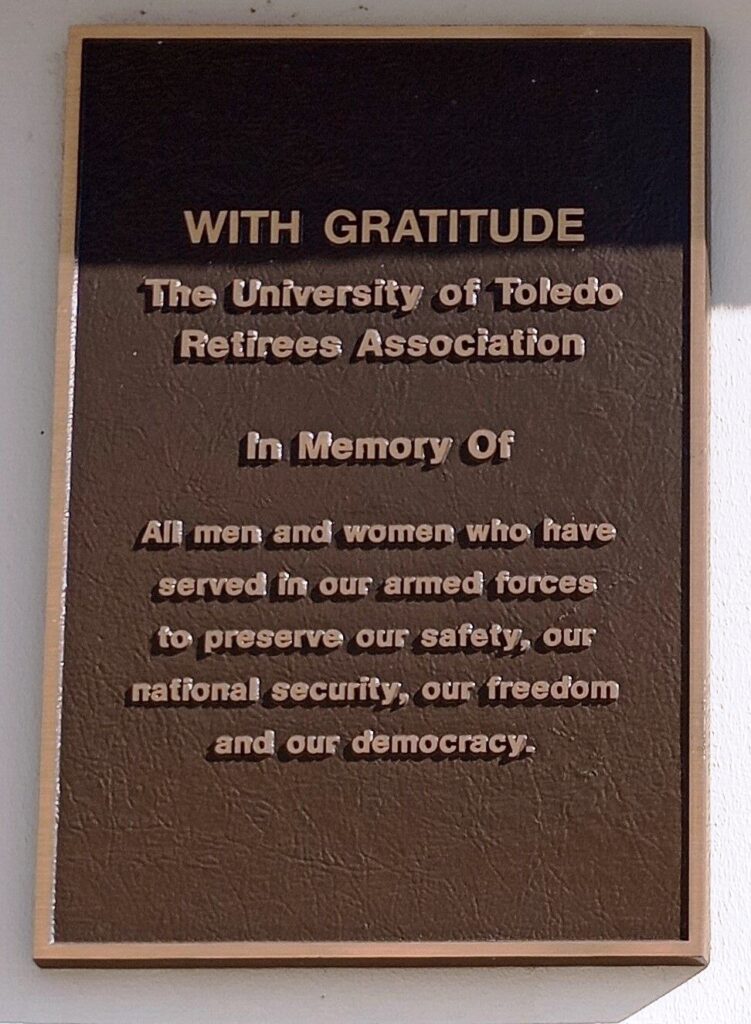 WITH GRATITUDE
The University of Toledo
Retirees Association
In Memory Of
All men and women who have
served in our armed forces
to preserve our safety, our
national security, our freedom
and our democracy.